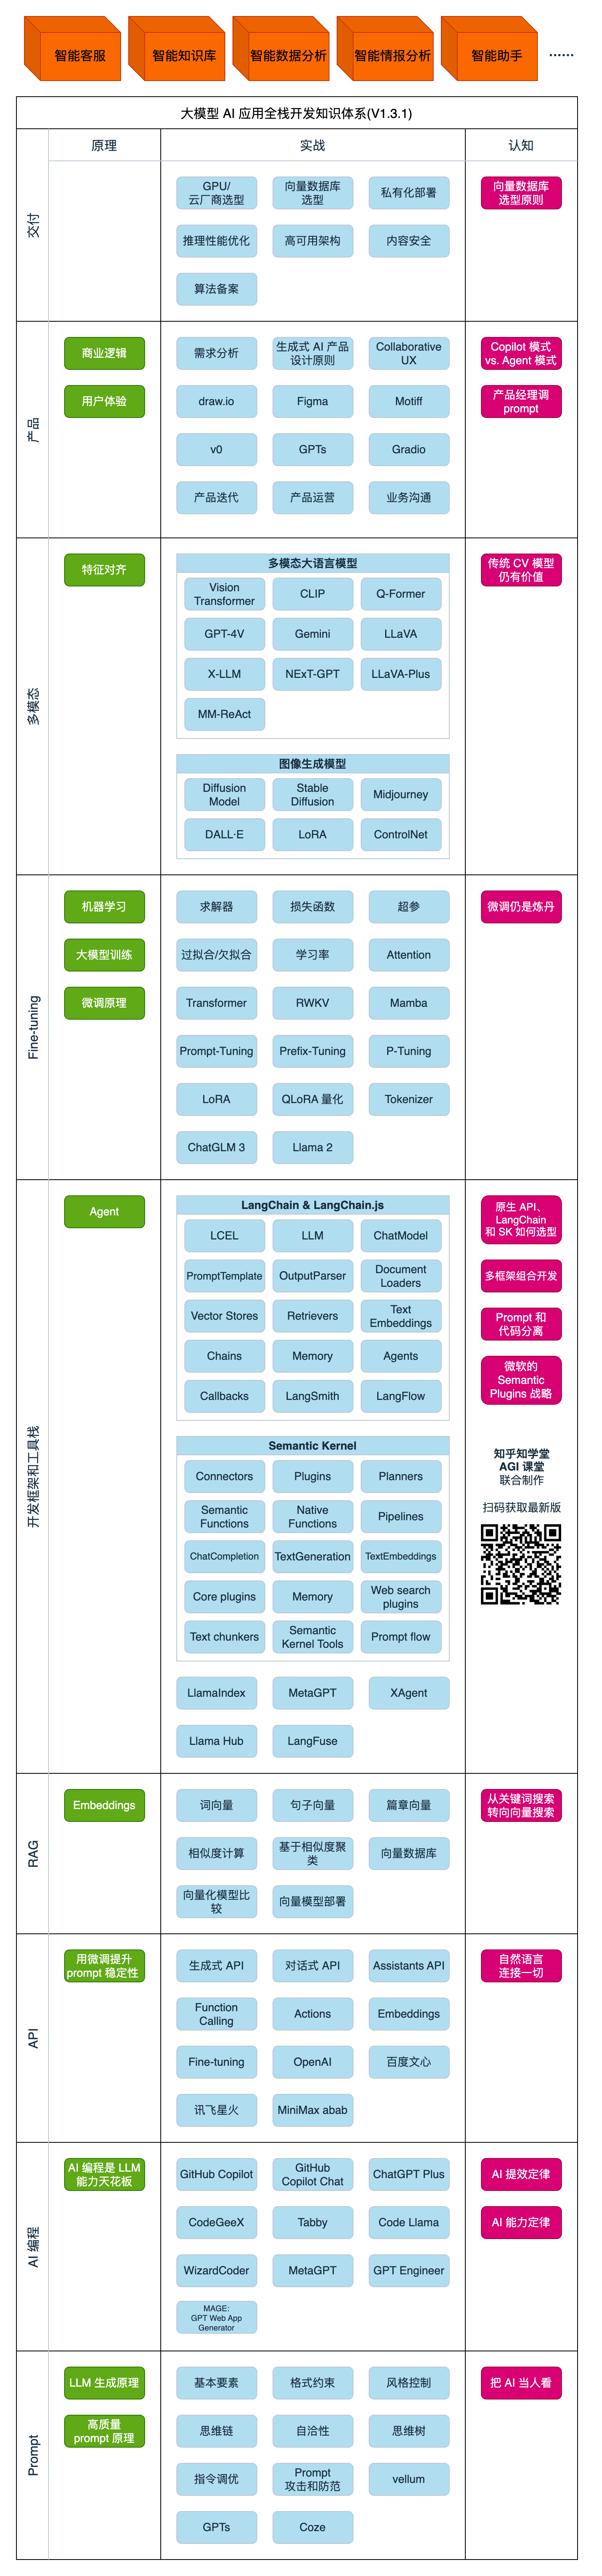 智能客服
智能知识库
智能数据分析
智能情报分析
智能助手
······
大模型 AI 应用全栈开发知识体系(V1.3.1)
原理
实战
认知
交付
GPU/
云厂商选型
向量数据库
选型
私有化部署
向量数据库
选型原则
推理性能优化
高可用架构
内容安全
算法备案
产品
商业逻辑
需求分析
生成式 AI 产品
设计原则
Collaborative
UX
Copilot 模式
vs. Agent 模式
用户体验
draw.io
Figma
Motiff
产品经理调
prompt
v0
GPTs
Gradio
产品迭代
产品运营
业务沟通
多模态
特征对齐
多模态大语言模型
传统 CV 模型
仍有价值
Vision
Transformer
CLIP
Q-Former
GPT-4V
Gemini
LLaVA
X-LLM
NExT-GPT
LLaVA-Plus
MM-ReAct
图像生成模型
Diffusion
Model
Stable
Diffusion
Midjourney
DALL·E
LoRA
ControlNet
Fine-tuning
机器学习
求解器
损失函数
超参
微调仍是炼丹
大模型训练
过拟合/欠拟合
学习率
Attention
微调原理
Transformer
RWKV
Mamba
Prompt-Tuning
Prefix-Tuning
P-Tuning
LoRA
QLoRA 量化
Tokenizer
ChatGLM 3
Llama 2
开发框架和工具栈
Agent
LangChain & LangChain.js
原生 API、
LangChain
和 SK 如何选型
LCEL
LLM
ChatModel
PromptTemplate
OutputParser
Document
Loaders
多框架组合开发
Vector Stores
Retrievers
Text
Embeddings
Prompt 和
代码分离
Chains
Memory
Agents
微软的
Semantic
Plugins 战略
Callbacks
LangSmith
LangFlow
Semantic Kernel
知乎知学堂
AGI 课堂
联合制作
Connectors
Plugins
Planners
扫码获取最新版
Semantic
Functions
Native
Functions
Pipelines
ChatCompletion
TextGeneration
TextEmbeddings
Core plugins
Memory
Web search
plugins
Text chunkers
Semantic
Kernel Tools
Prompt flow
LlamaIndex
MetaGPT
XAgent
Llama Hub
LangFuse
RAG
Embeddings
词向量
句子向量
篇章向量
从关键词搜索
转向向量搜索
相似度计算
基于相似度聚
类
向量数据库
向量化模型比
较
向量模型部署
API
用微调提升
prompt 稳定性
生成式 API
对话式 API
Assistants API
自然语言
连接一切
Function
Calling
Actions
Embeddings
Fine-tuning
OpenAI
百度文心
讯飞星火
MiniMax abab
AI 编程
AI 编程是 LLM
能力天花板
GitHub Copilot
GitHub
Copilot Chat
ChatGPT Plus
AI 提效定律
CodeGeeX
Tabby
Code Llama
AI 能力定律
WizardCoder
MetaGPT
GPT Engineer
MAGE:
GPT Web App
Generator
Prompt
LLM 生成原理
基本要素
格式约束
风格控制
把 AI 当人看
高质量
prompt 原理
思维链
自洽性
思维树
指令调优
Prompt
攻击和防范
vellum
GPTs
Coze